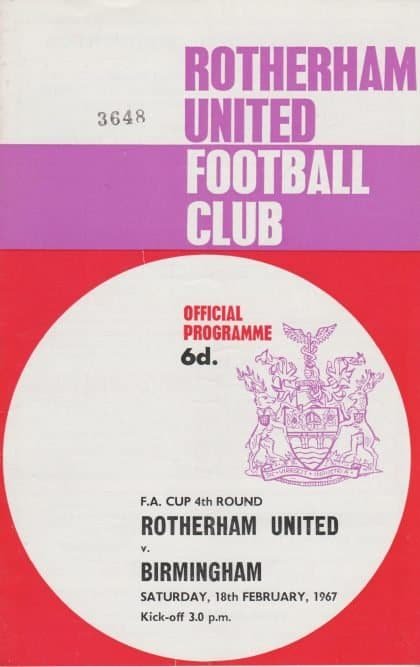 ROTHERHAM
UNITED
3648
FOOTBALL
CLUB
OFFICIAL
PROGRAMME
6d.
F.A. CUP 4th ROUND
ROTHERHAM UNITED
v.
BIRMINGHAM
SATURDAY, 18th FEBRUARY, 1967
Kick-off 3.0 p.m.